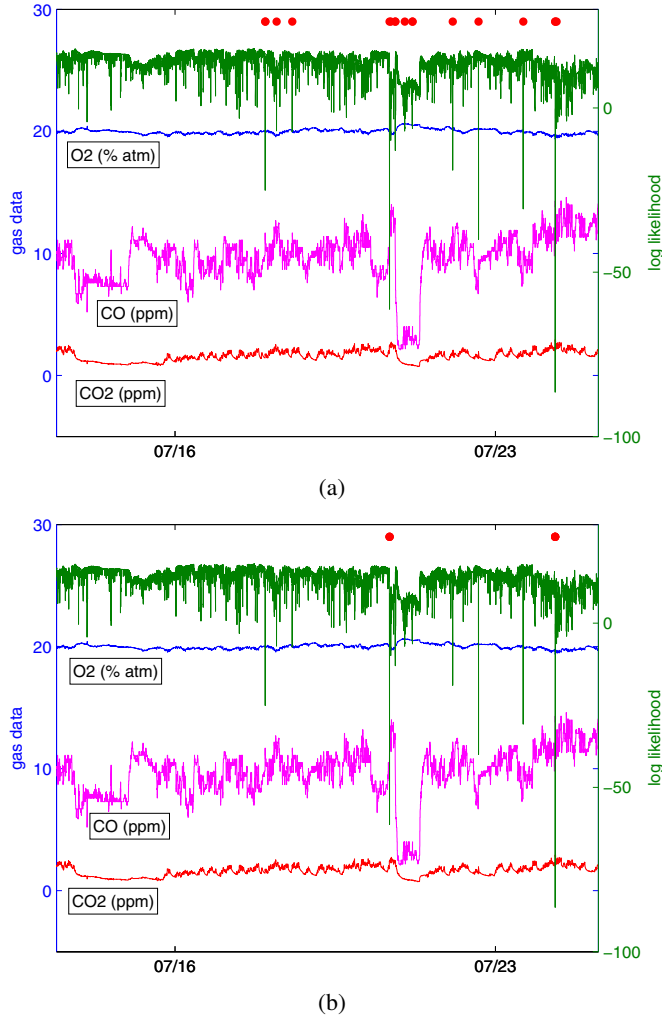 30
20
10
0
gas data
0
−50
−100
log likelihood
O2 (% atm)
CO (ppm)
CO2 (ppm)
07/16
07/23
(a)
30
20
10
0
gas data
0
−50
−100
log likelihood
O2 (% atm)
CO (ppm)
CO2 (ppm)
07/16
07/23
(b)